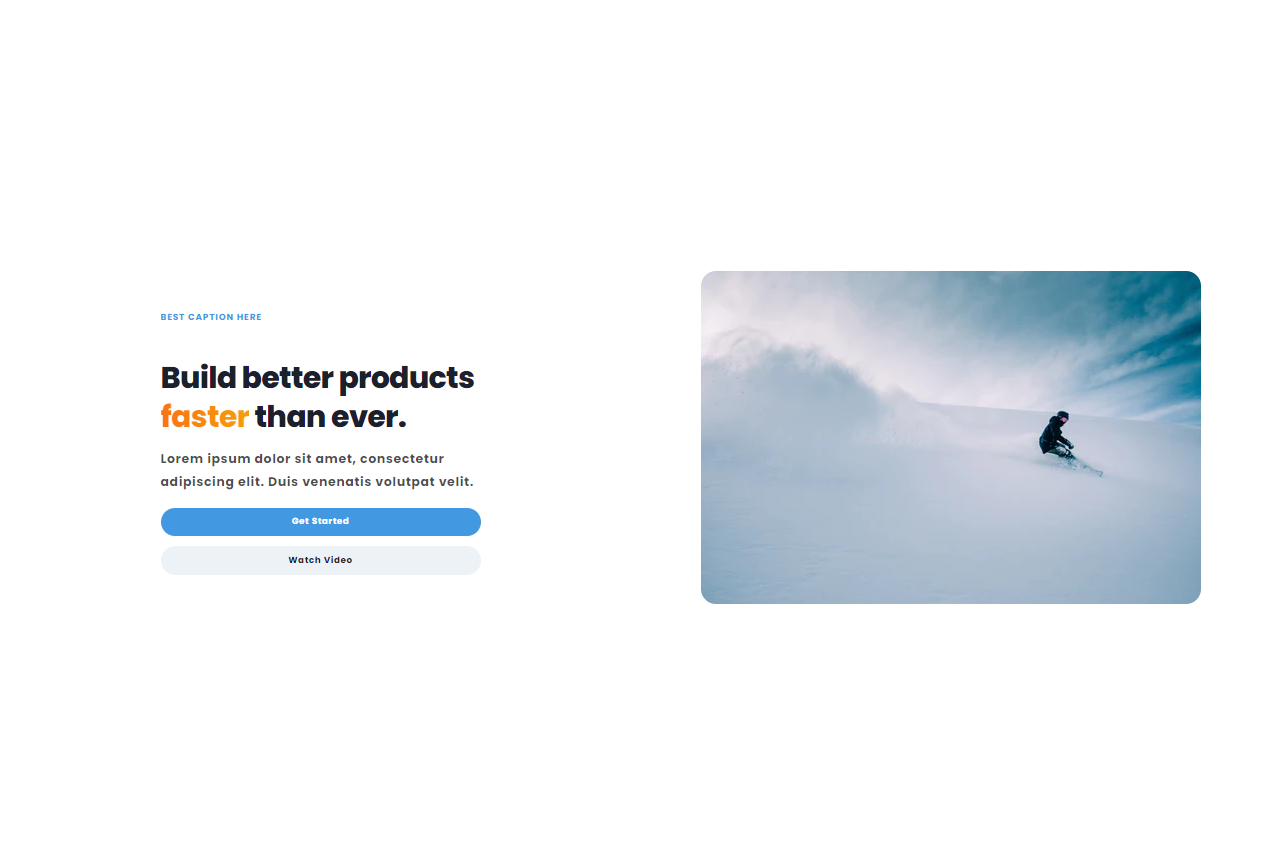 BEST CAPTION HERE
Build better products
faster than ever.
Lorem ipsum dolor sit amet, consectetur
adipiscing elit. Duis venenatis volutpat velit.
Get Started
Watch Video